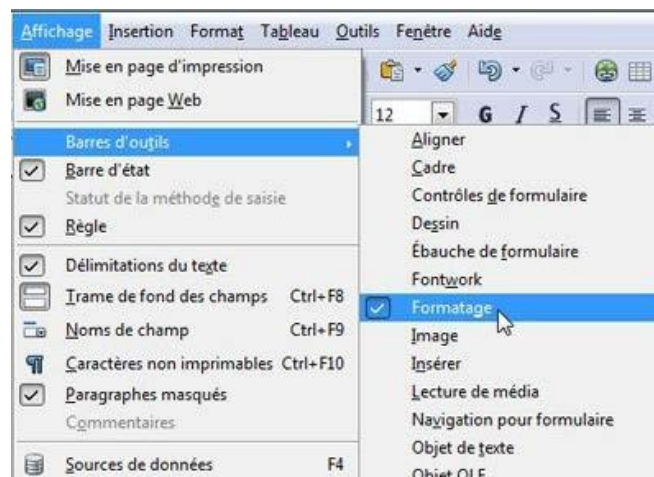 Affichage Insertion Format Tableau Outils Fenêtre Aide
Mise en page d'impression
Mise en page Web
12 G I S
Barres d'outils
Barre d'état
Statut de la méthode de saisie
Règle
Délimitations du texte
Trame de fond des champs Ctrl+F8
Noms de champ Ctrl+F9
Caractères non imprimables Ctrl+F10
Paragraphes masqués
Commentaires
Sources de données F4
Aligner
Cadre
Contrôles de formulaire
Dessin
Ébauche de formulaire
Fontwork
Formatage
Image
Insérer
Lecture de média
Navigation pour formulaire
Objet de texte
Objet OLE